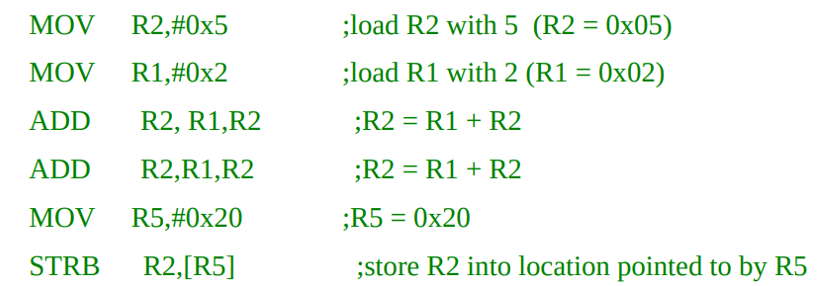 MOV R2,#0x5 ;load R2 with 5 (R2 = 0x05)
MOV R1,#0x2 ;load R1 with 2 (R1 = 0x02)
ADD R2, R1,R2 ;R2 = R1 + R2
ADD R2,R1,R2 ;R2 = R1 + R2
MOV R5,#0x20 ;R5 = 0x20
STRB R2,[R5] ;store R2 into location pointed to by R5